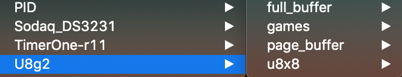 PID
Sodaq_DS3231
TimerOne-r11
U8g2
full_buffer
games
page_buffer
u8x8